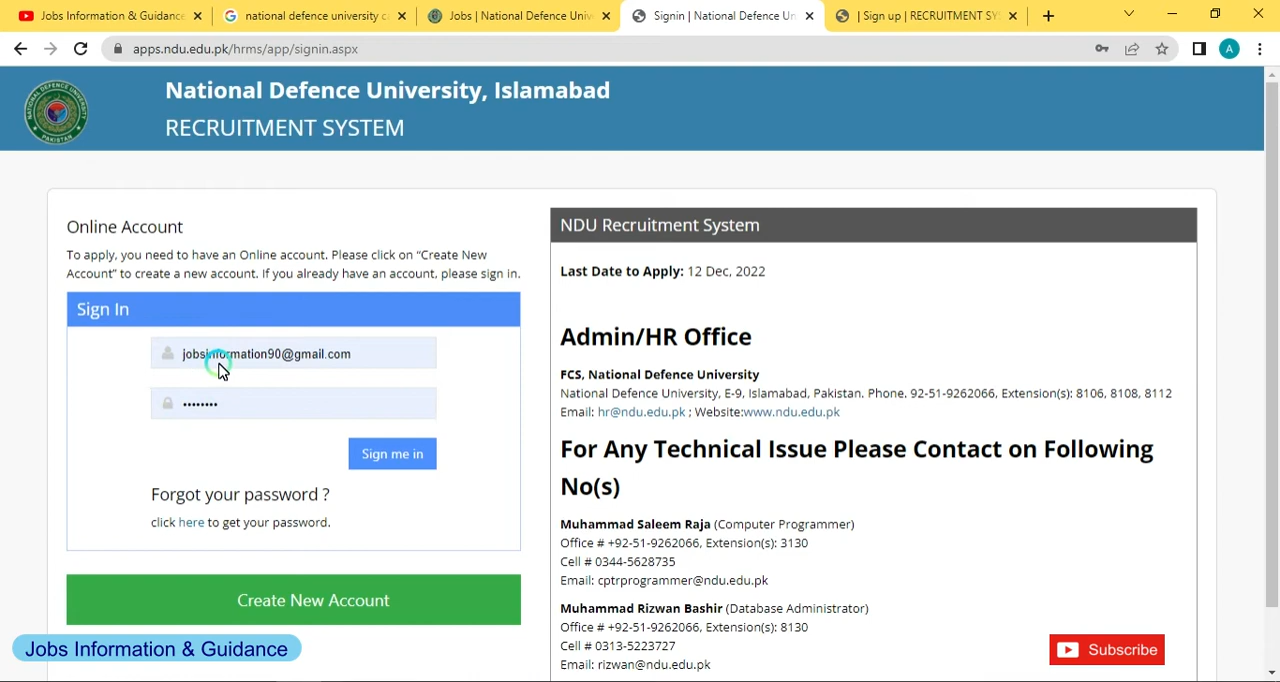 Jobs Information & Guidance
national defence university c
Jobs | National Defence Univ
Signin | National Defence Un
| Sign up | RECRUITMENT SY
apps.ndu.edu.pk/hrms/app/signin.aspx
A
National Defence University, Islamabad
RECRUITMENT SYSTEM
Online Account
To apply, you need to have an Online account. Please click on “Create New
Account” to create a new account. If you already have an account, please sign in.
Sign In
jobsinformation90@gmail.com
••••••••
Sign me in
Forgot your password ?
click here to get your password.
Create New Account
NDU Recruitment System
Last Date to Apply: 12 Dec, 2022
Admin/HR Office
FCS, National Defence University
National Defence University, E-9, Islamabad, Pakistan. Phone. 92-51-9262066, Extension(s): 8106, 8108, 8112
Email: hr@ndu.edu.pk ; Website:www.ndu.edu.pk
For Any Technical Issue Please Contact on Following
No(s)
Muhammad Saleem Raja (Computer Programmer)
Office # +92-51-9262066, Extension(s): 3130
Cell # 0344-5628735
Email: cptrprogrammer@ndu.edu.pk
Muhammad Rizwan Bashir (Database Administrator)
Office # +92-51-9262066, Extension(s): 8130
Cell # 0313-5223727
Email: rizwan@ndu.edu.pk
Jobs Information & Guidance
Subscribe